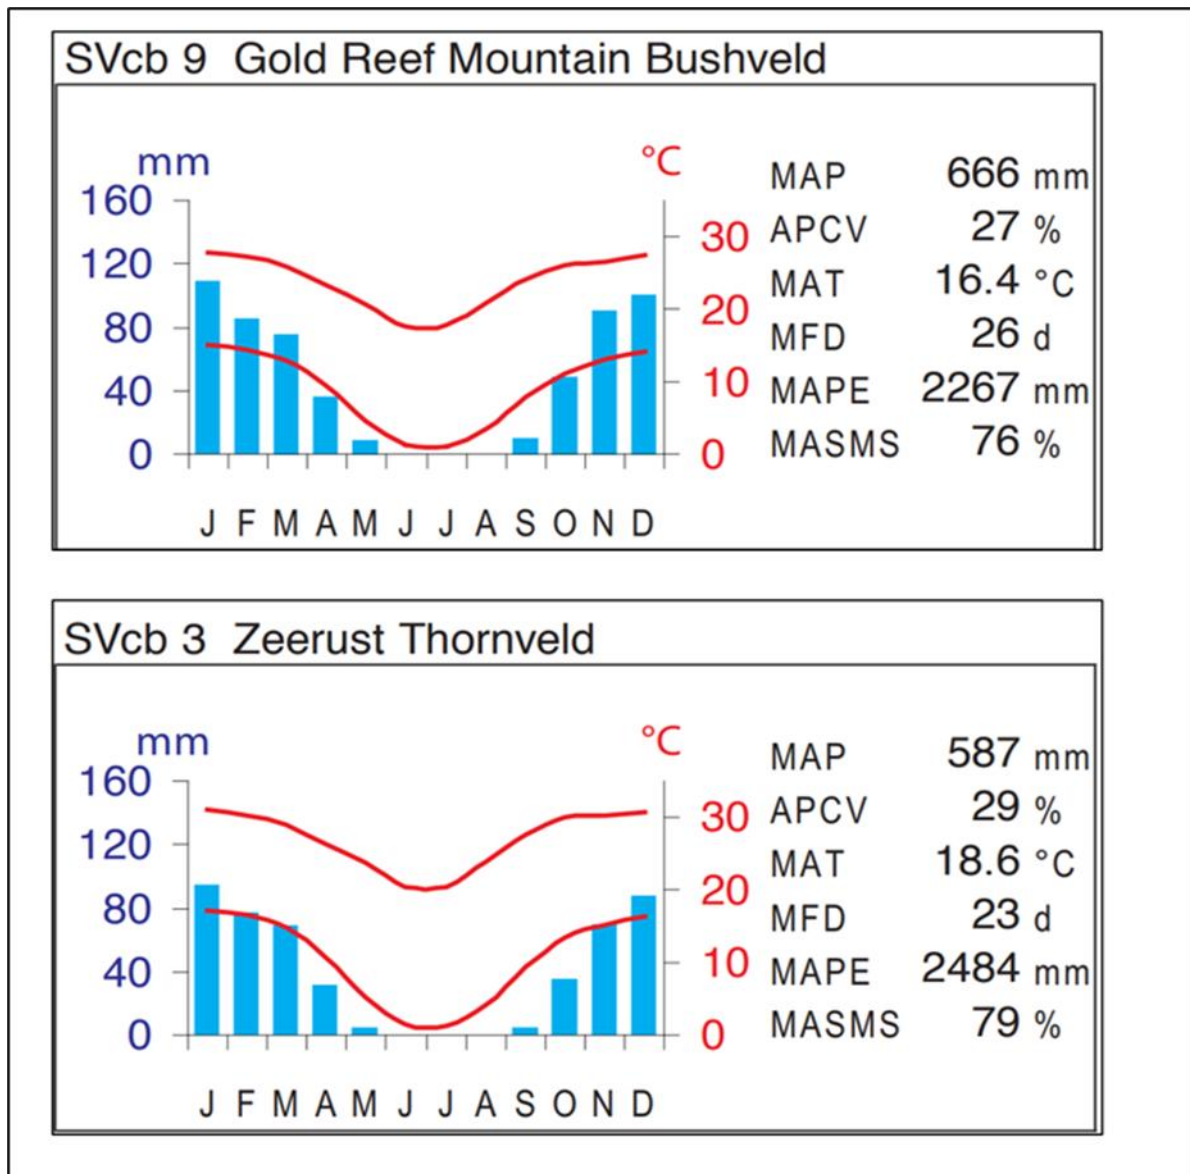 SVcb 9 Gold Reef Mountain Bushveld
mm °C
160
120
80
40
0
30
20
10
0
J F M A M J J A S O N D
MAP 666 mm
APCV 27 %
MAT 16.4 °C
MFD 26 d
MAPE 2267 mm
MASMS 76 %
SVcb 3 Zeerust Thornveld
mm °C
160
120
80
40
0
30
20
10
0
J F M A M J J A S O N D
MAP 587 mm
APCV 29 %
MAT 18.6 °C
MFD 23 d
MAPE 2484 mm
MASMS 79 %